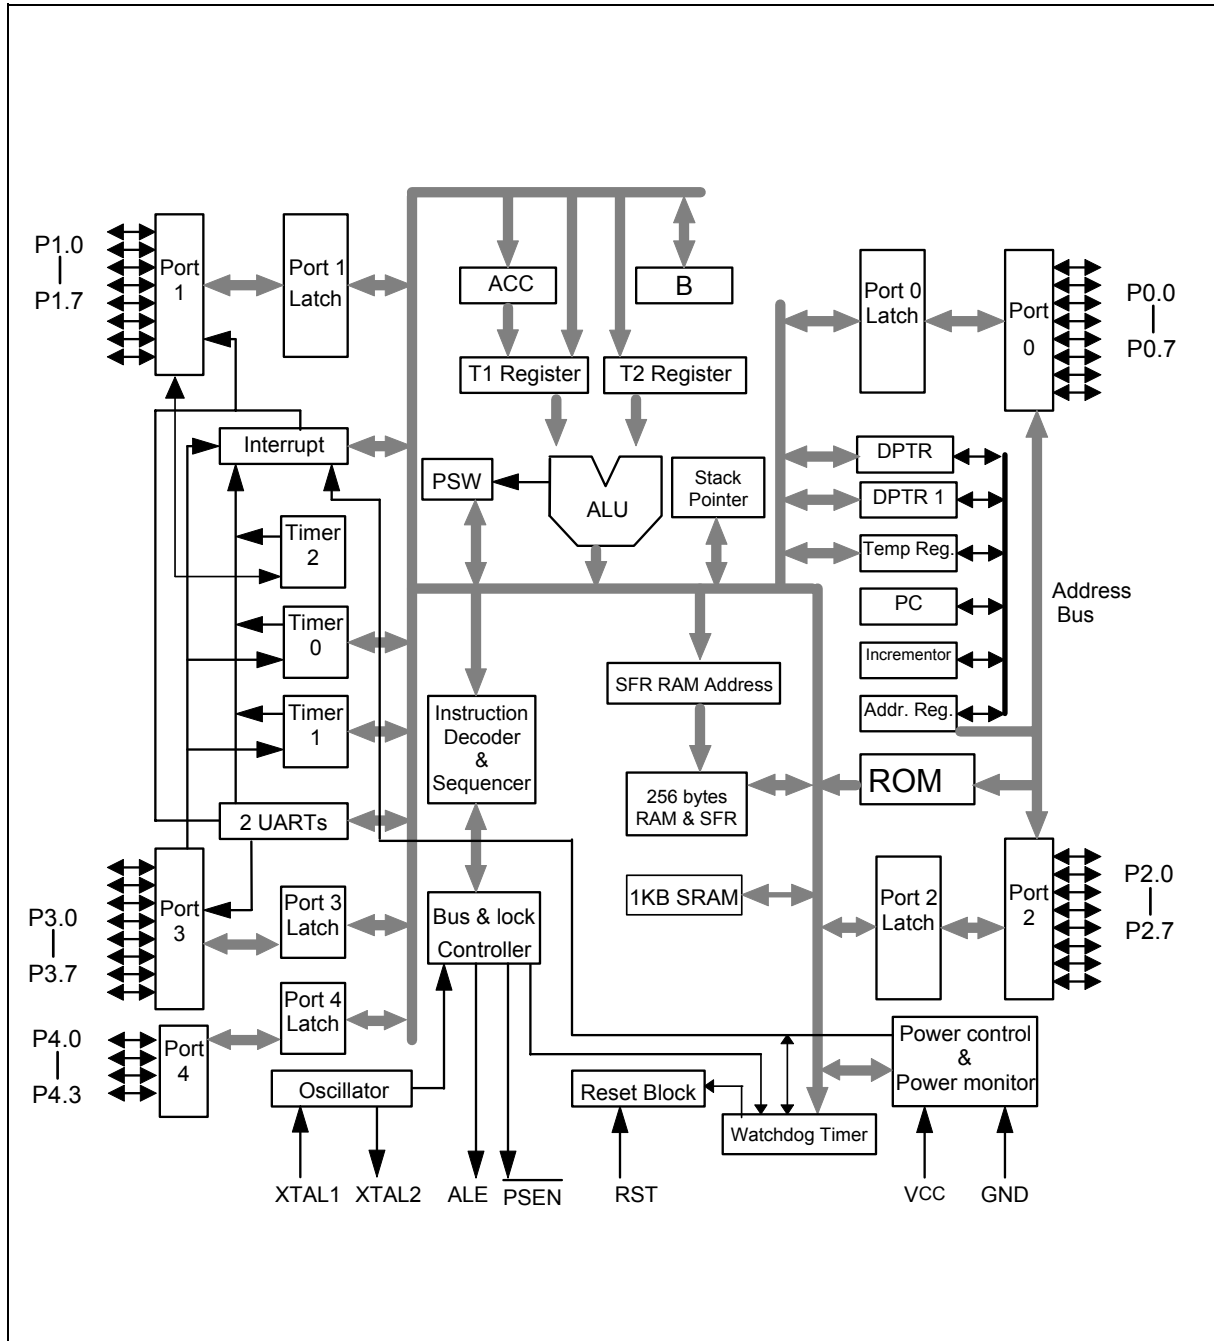 P1.0
P1.7
Port
1
Port 1
Latch
ACC
B
T1 Register
T2 Register
Port 0
Latch
Port
0
P0.0
P0.7
Interrupt
PSW
ALU
Stack
Pointer
DPTR
DPTR 1
Temp Reg.
PC
Incrementor
Addr. Reg.
Address
Bus
Timer
2
Timer
0
Timer
1
Instruction
Decoder
&
Sequencer
SFR RAM Address
256 bytes
RAM & SFR
ROM
2 UARTs
1KB SRAM
P3.0
P3.7
Port
3
Port 3
Latch
Bus & lock
Controller
Port 2
Latch
Port
2
P2.0
P2.7
P4.0
P4.3
Port
4
Port 4
Latch
Oscillator
Reset Block
Watchdog Timer
Power control
&
Power monitor
XTAL1
XTAL2
ALE
PSEN
RST
VCC
GND